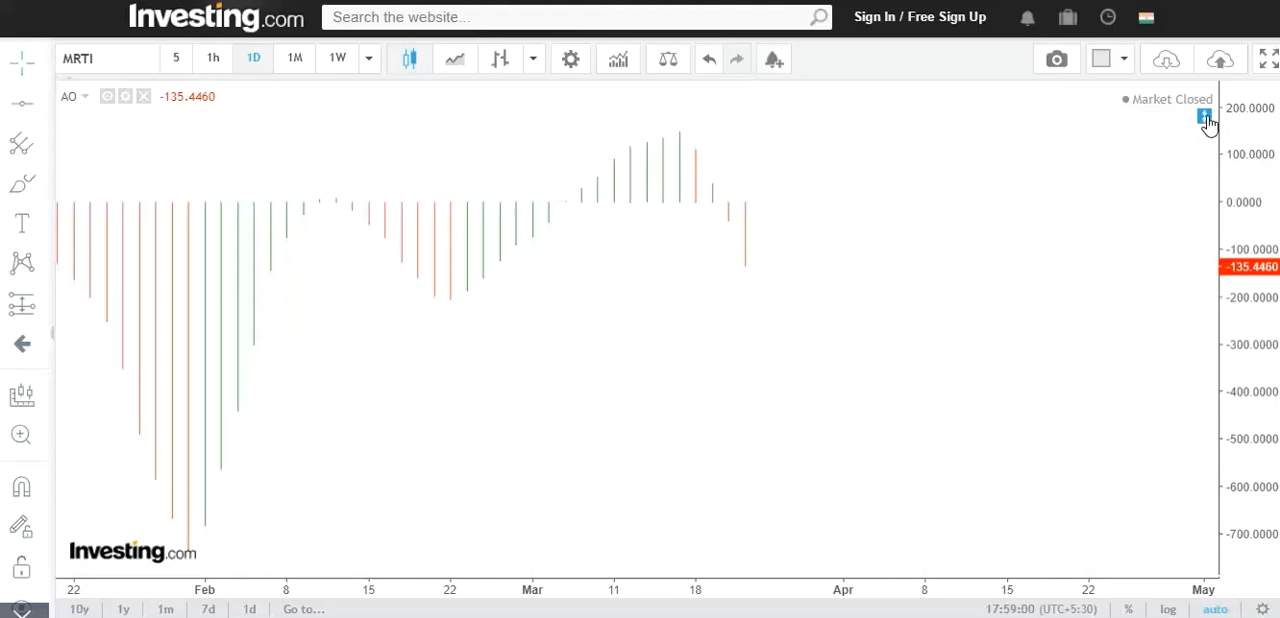 Investing.com
Search the website...
Sign In / Free Sign Up
MRTI
5
1h
1D
1M
1W
AO
-135.4460
Market Closed
200.0000
100.0000
0.0000
-100.0000
-135.4460
-200.0000
-300.0000
-400.0000
-500.0000
-600.0000
-700.0000
Investing.com
22
Feb
8
15
22
Mar
11
18
Apr
8
15
22
May
10y
1y
1m
7d
1d
Go to...
17:59:00 (UTC+5:30)
%
log
auto